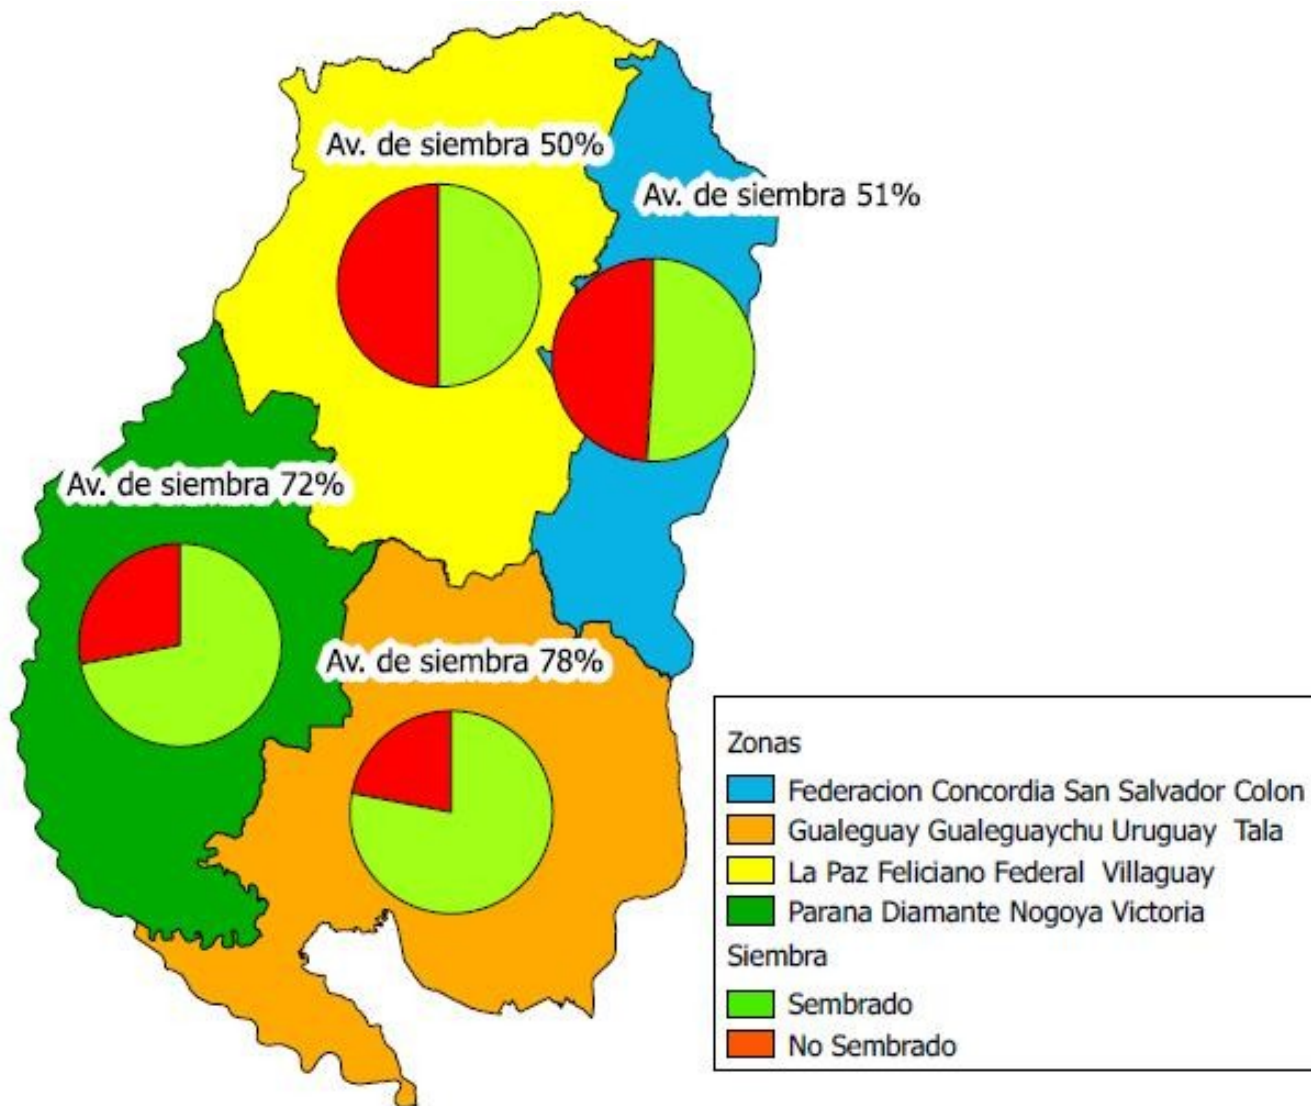 Av. de siembra 50%
Av. de siembra 51%
Av. de siembra 72%
Av. de siembra 78%
Zonas
Federacion Concordia San Salvador Colon
Gualeguay Gualeguaychu Uruguay  Tala
La Paz Feliciano Federal  Villaguay
Parana Diamante Nogoya Victoria
Siembra
Sembrado
No Sembrado